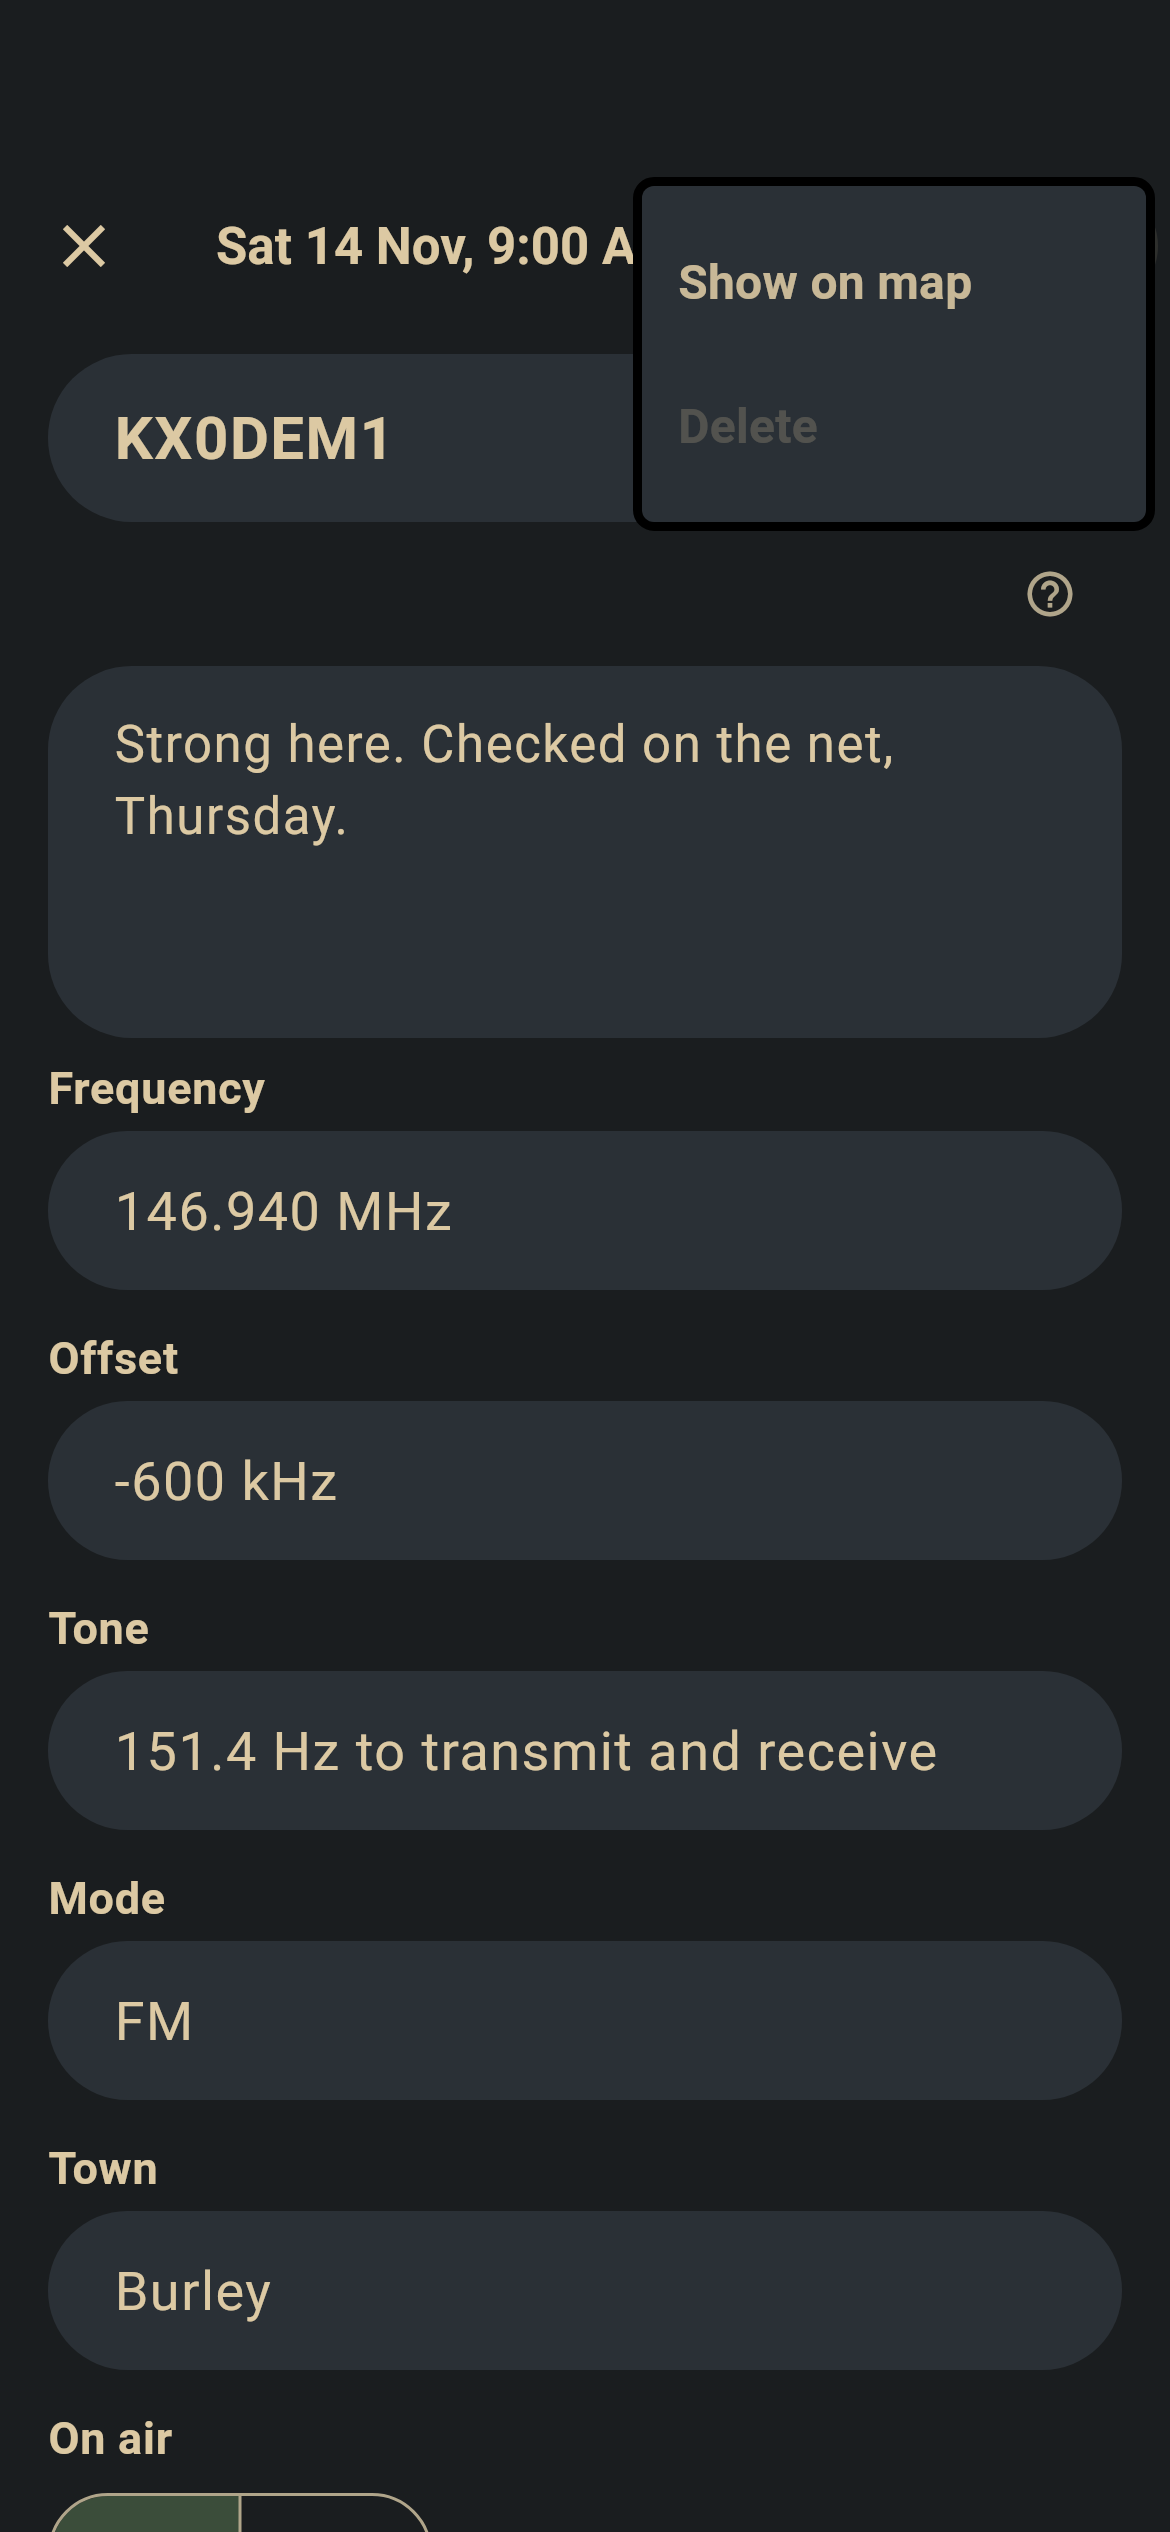 Sat 14 Nov, 9:00 A
Show on map
Delete
KX0DEM1
Strong here. Checked on the net,
Thursday.
Frequency
146.940 MHz
Offset
-600 kHz
Tone
151.4 Hz to transmit and receive
Mode
FM
Town
Burley
On air